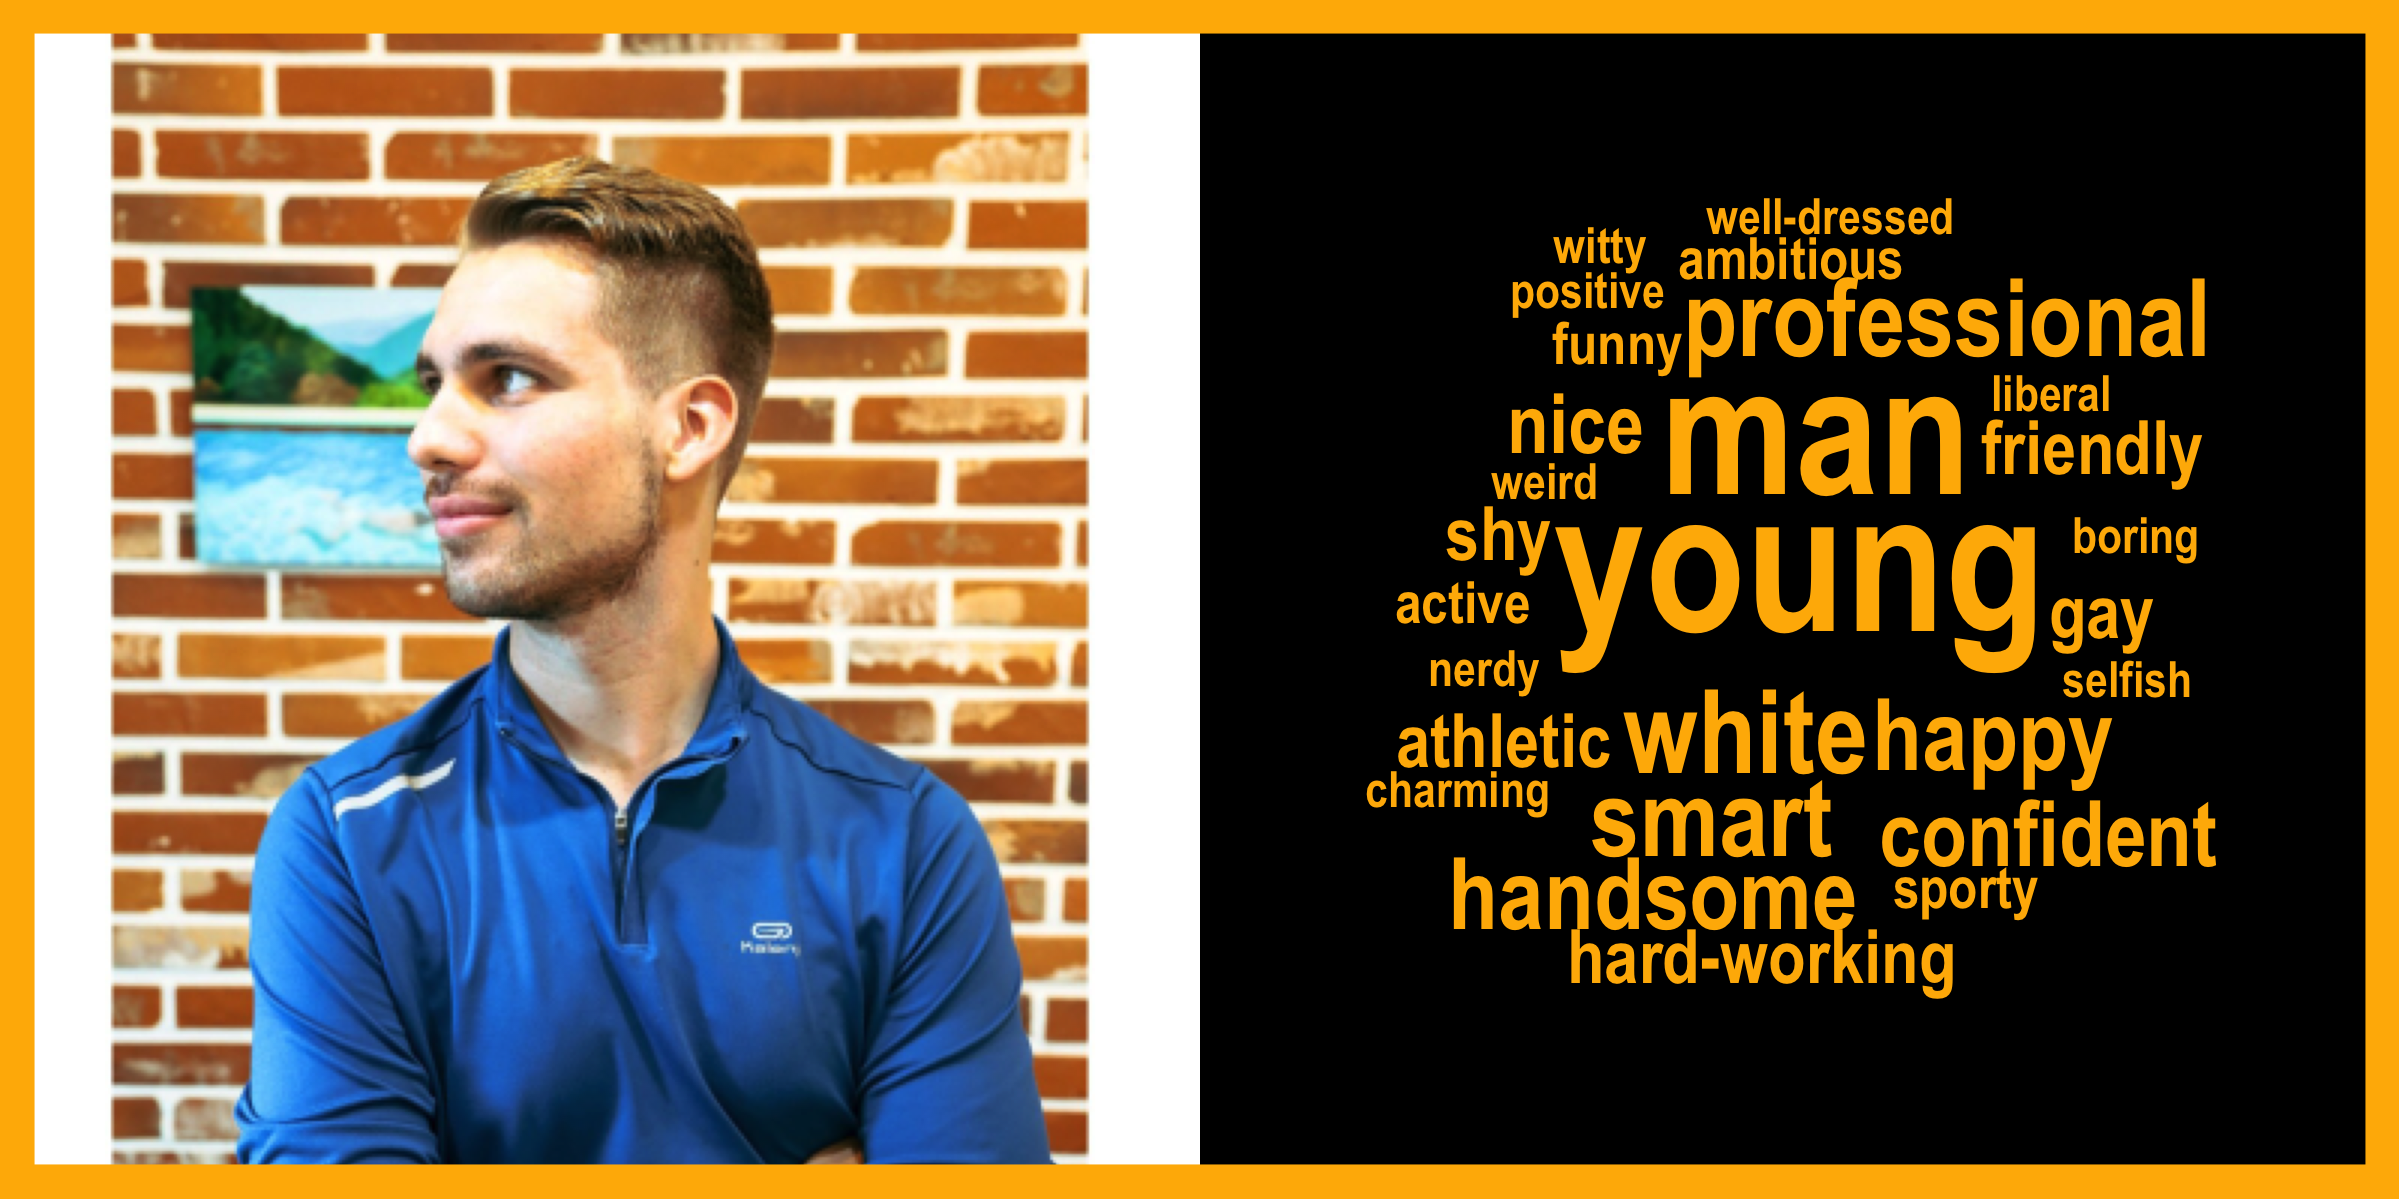 well-dressed
witty
ambitious
positive
professional
funny
liberal
nice
man
friendly
weird
shy
young
boring
active
gay
nerdy
selfish
athletic
white
happy
charming
smart
confident
handsome
sporty
hard-working